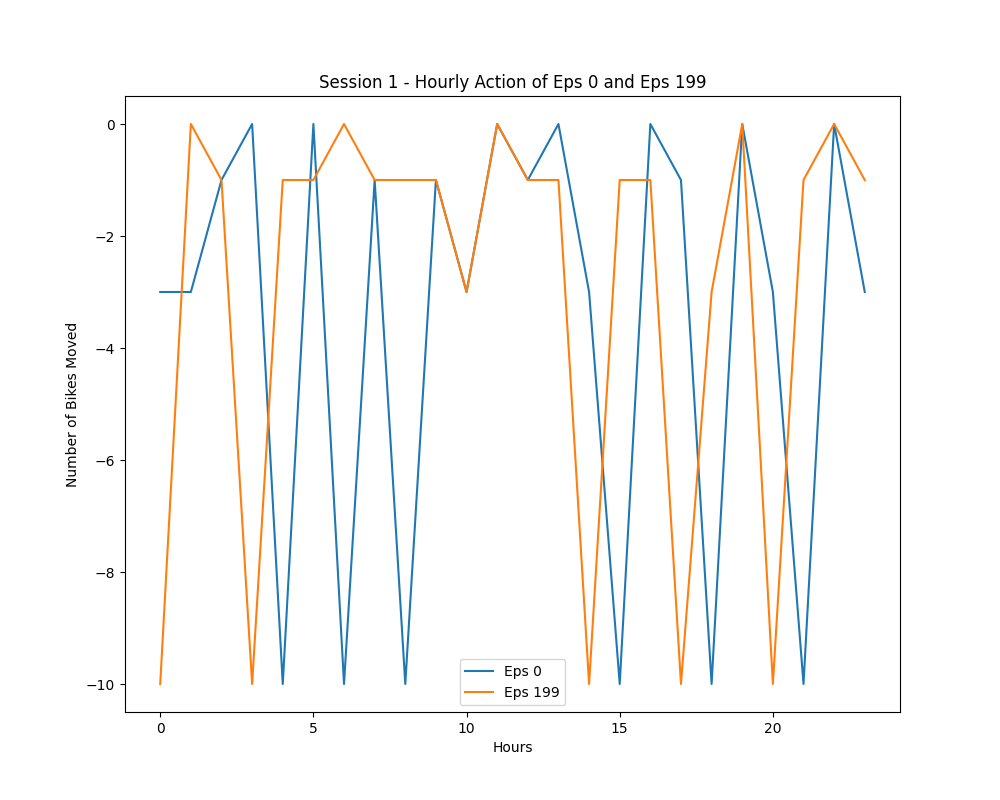 Session 1 - Hourly Action of Eps 0 and Eps 199
Number of Bikes Moved
0
−2
−4
−6
−8
−10
Eps 0
Eps 199
0 5 10 15 20
Hours